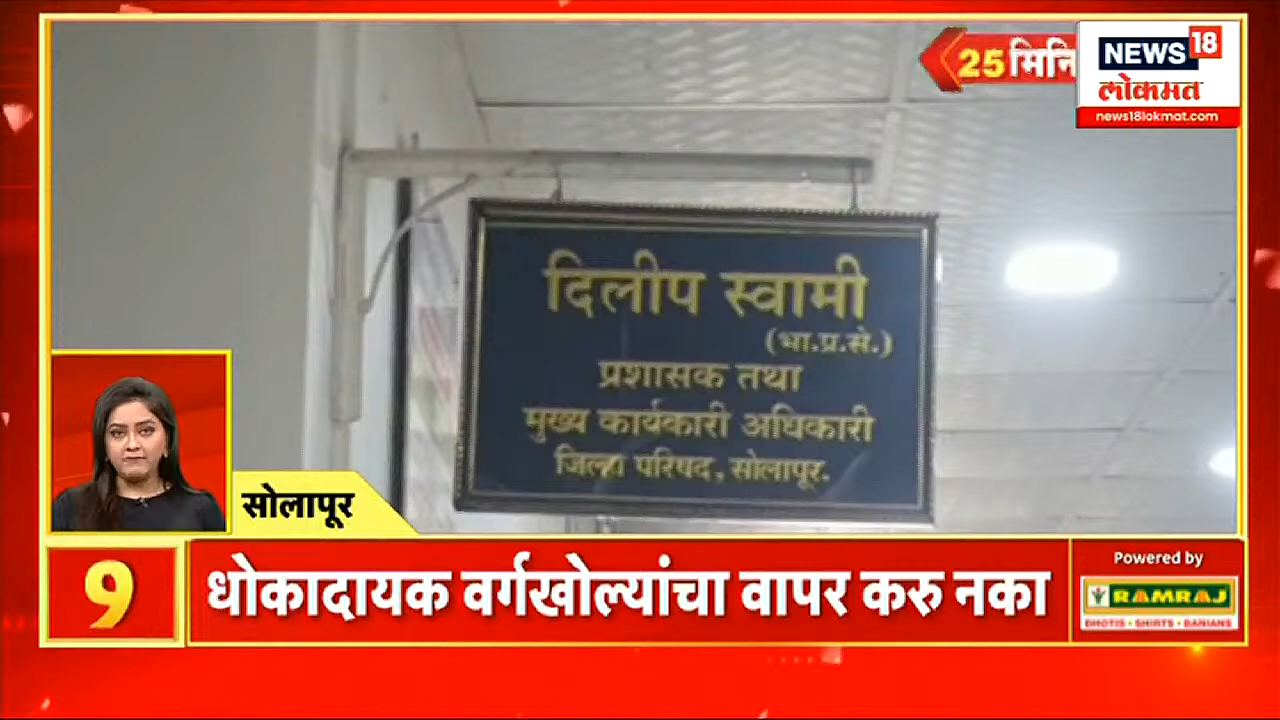 25 मिनि
NEWS 18
लोकमत
news18lokmat.com
दिलीप स्वामी
(भा.प्र.से.)
प्रशासक तथा
मुख्य कार्यकारी अधिकारी
जिल्हा परिषद, सोलापूर.
सोलापूर
9
धोकादायक वर्गखोल्यांचा वापर करु नका
Powered by
RAMRAJ
DHOTIS • SHIRTS • BANIANS